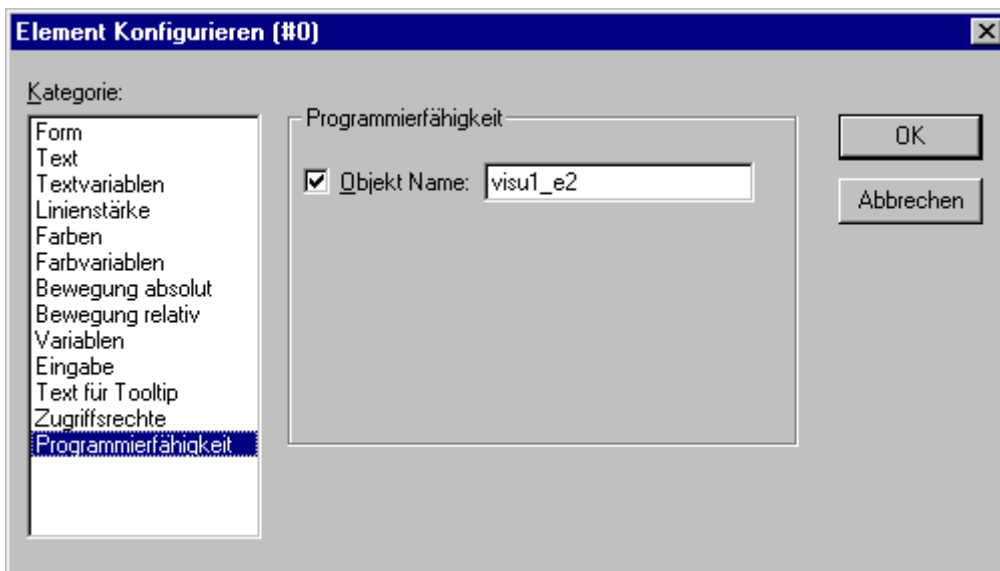 Element Konfigurieren (#0)
Kategorie:
Form
Text
Textvariablen
Linienstärke
Farben
Farbvariablen
Bewegung absolut
Bewegung relativ
Variablen
Eingabe
Text für Tooltip
Zugriffsrechte
Programmierfähigkeit
Programmierfähigkeit
Objekt Name: visu1_e2
OK
Abbrechen